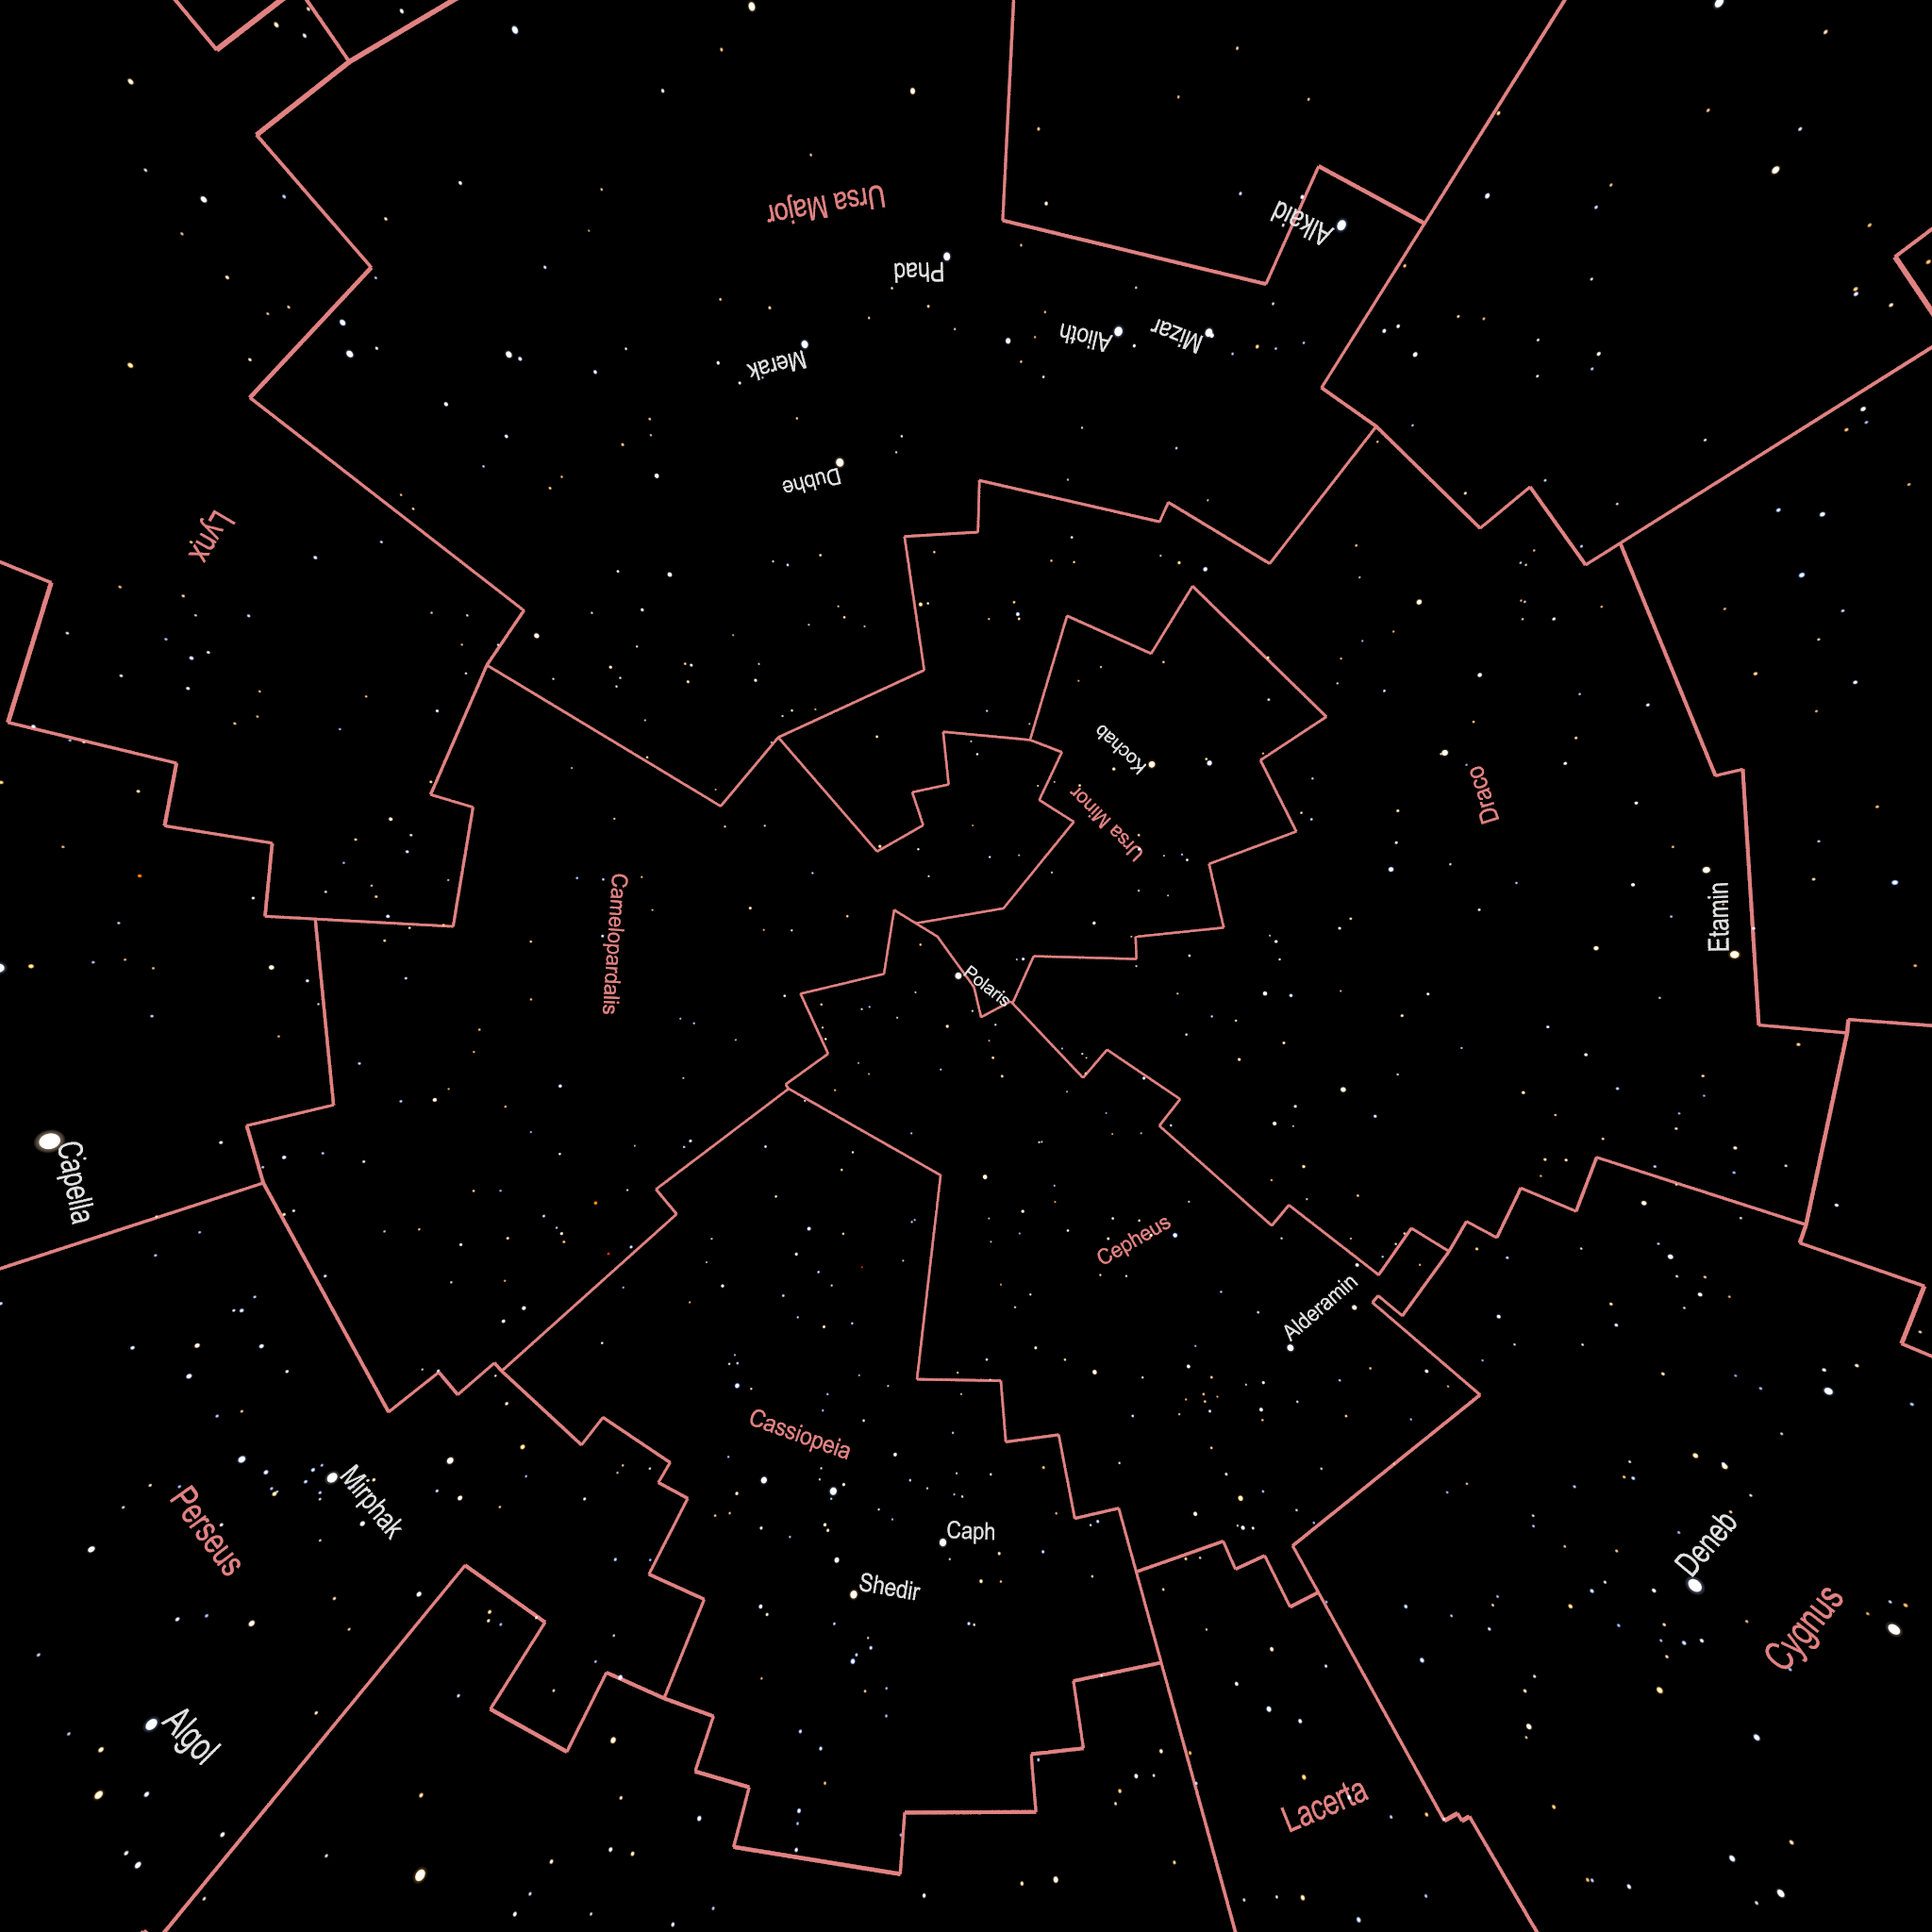 Ursa Major
Alkaid
Phad
Alioth
Mizar
Merak
Dubhe
Lynx
Kochab
Ursa Minor
Draco
Camelopardalis
Etamin
Polaris
Capella
Cepheus
Alderamin
Cassiopeia
Mirphak
Perseus
Caph
Deneb
Shedir
Cygnus
Algol
Lacerta